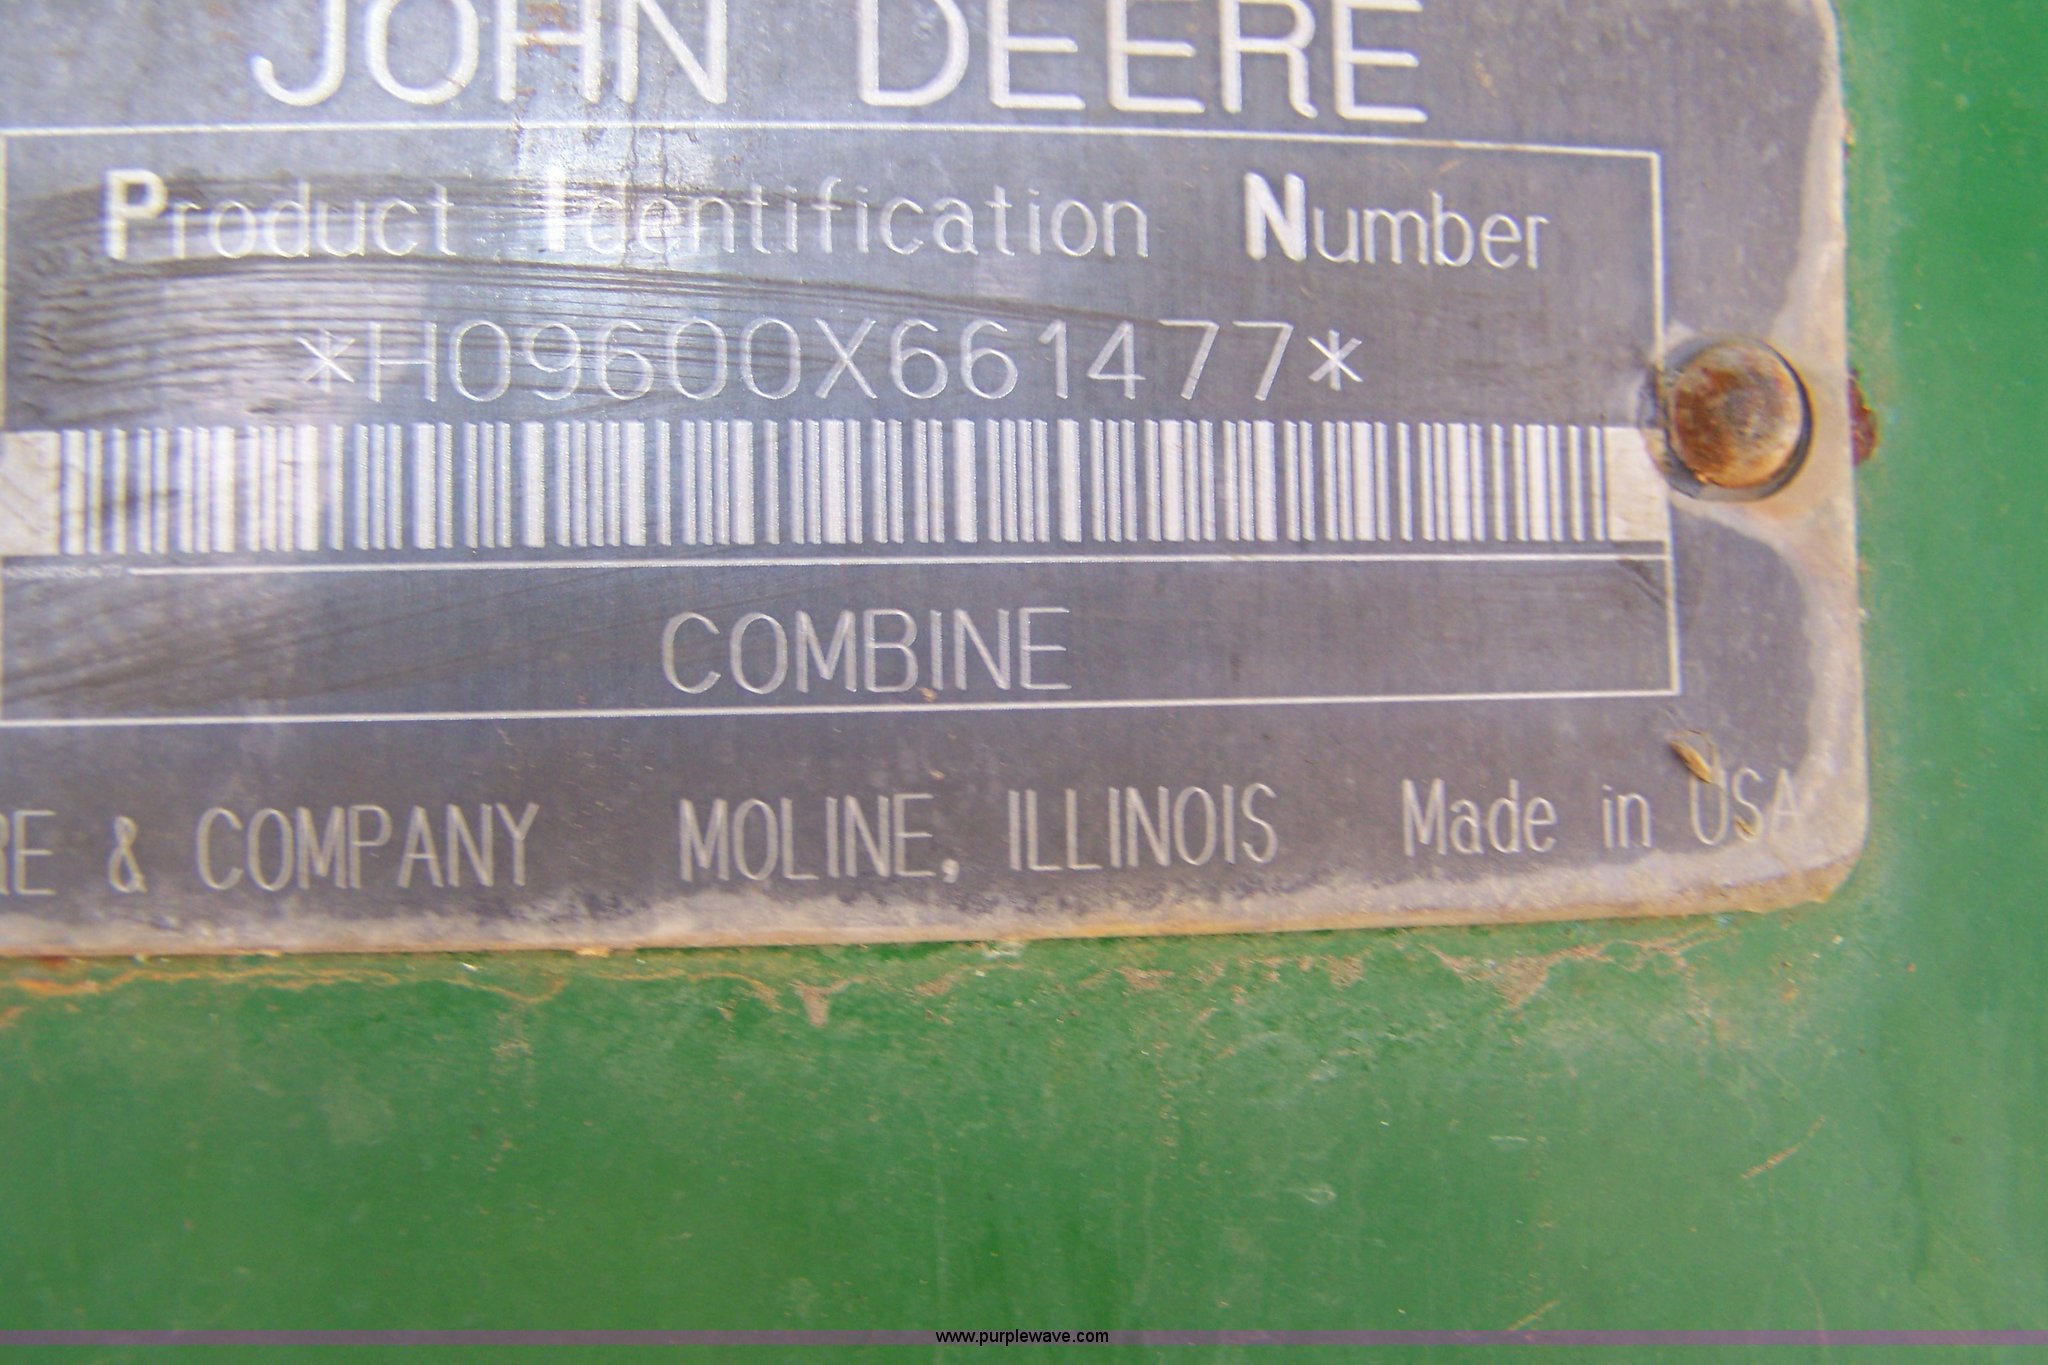 JOHN DEERE
Product Identification Number
*H09600X661477*
COMBINE
RE & COMPANY MOLINE, ILLINOIS Made in USA
www.purplewave.com